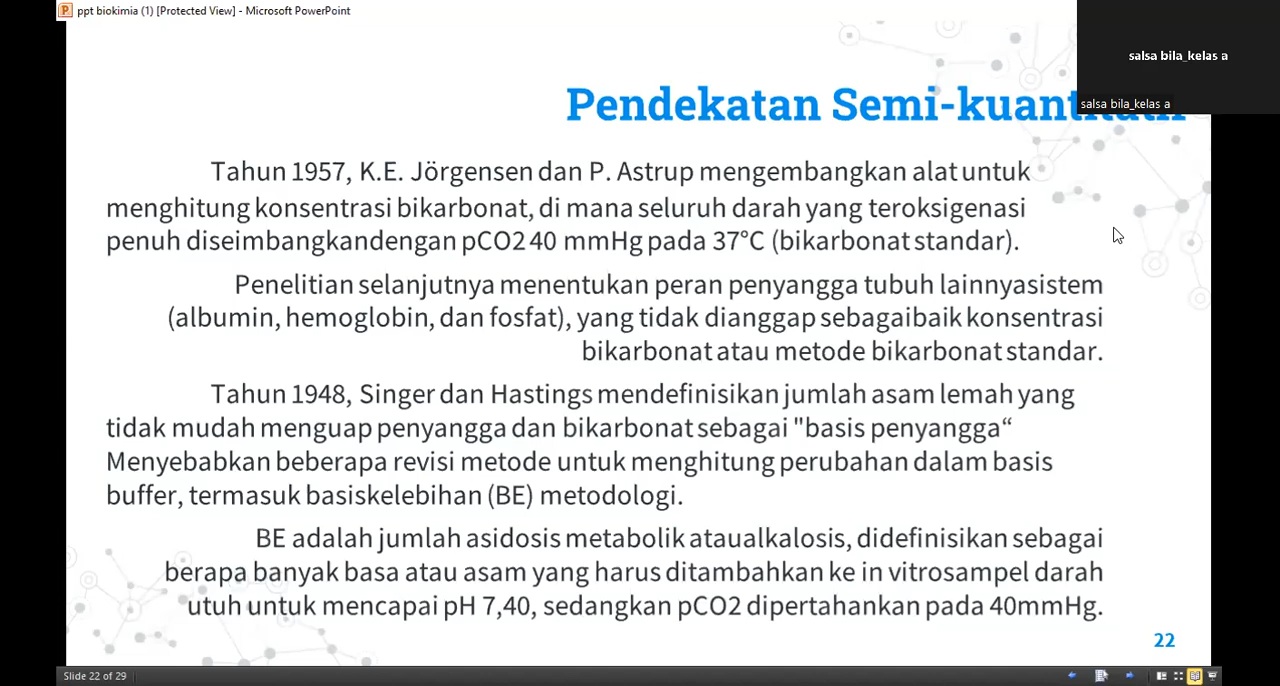 ppt biokimia (1) [Protected View] - Microsoft PowerPoint
salsa bila_kelas a
salsa bila_kelas a
Pendekatan
Tahun 1957, K.E. Jörgensen dan P. Astrup mengembangkan alat untuk
menghitung konsentrasi bikarbonat, di mana seluruh darah yang teroksigenasi
penuh diseimbangkandengan pCO2 40 mmHg pada 37°C (bikarbonat standar).
Penelitian selanjutnya menentukan peran penyangga tubuh lainnyasistem
(albumin, hemoglobin, dan fosfat), yang tidak dianggap sebagaibaik konsentrasi
bikarbonat atau metode bikarbonat standar.
Tahun 1948, Singer dan Hastings mendefinisikan jumlah asam lemah yang
tidak mudah menguap penyangga dan bikarbonat sebagai "basis penyangga“
Menyebabkan beberapa revisi metode untuk menghitung perubahan dalam basis
buffer, termasuk basiskelebihan (BE) metodologi.
BE adalah jumlah asidosis metabolik ataualkalosis, didefinisikan sebagai
berapa banyak basa atau asam yang harus ditambahkan ke in vitrosampel darah
utuh untuk mencapai pH 7,40, sedangkan pCO2 dipertahankan pada 40mmHg.
22
Slide 22 of 29